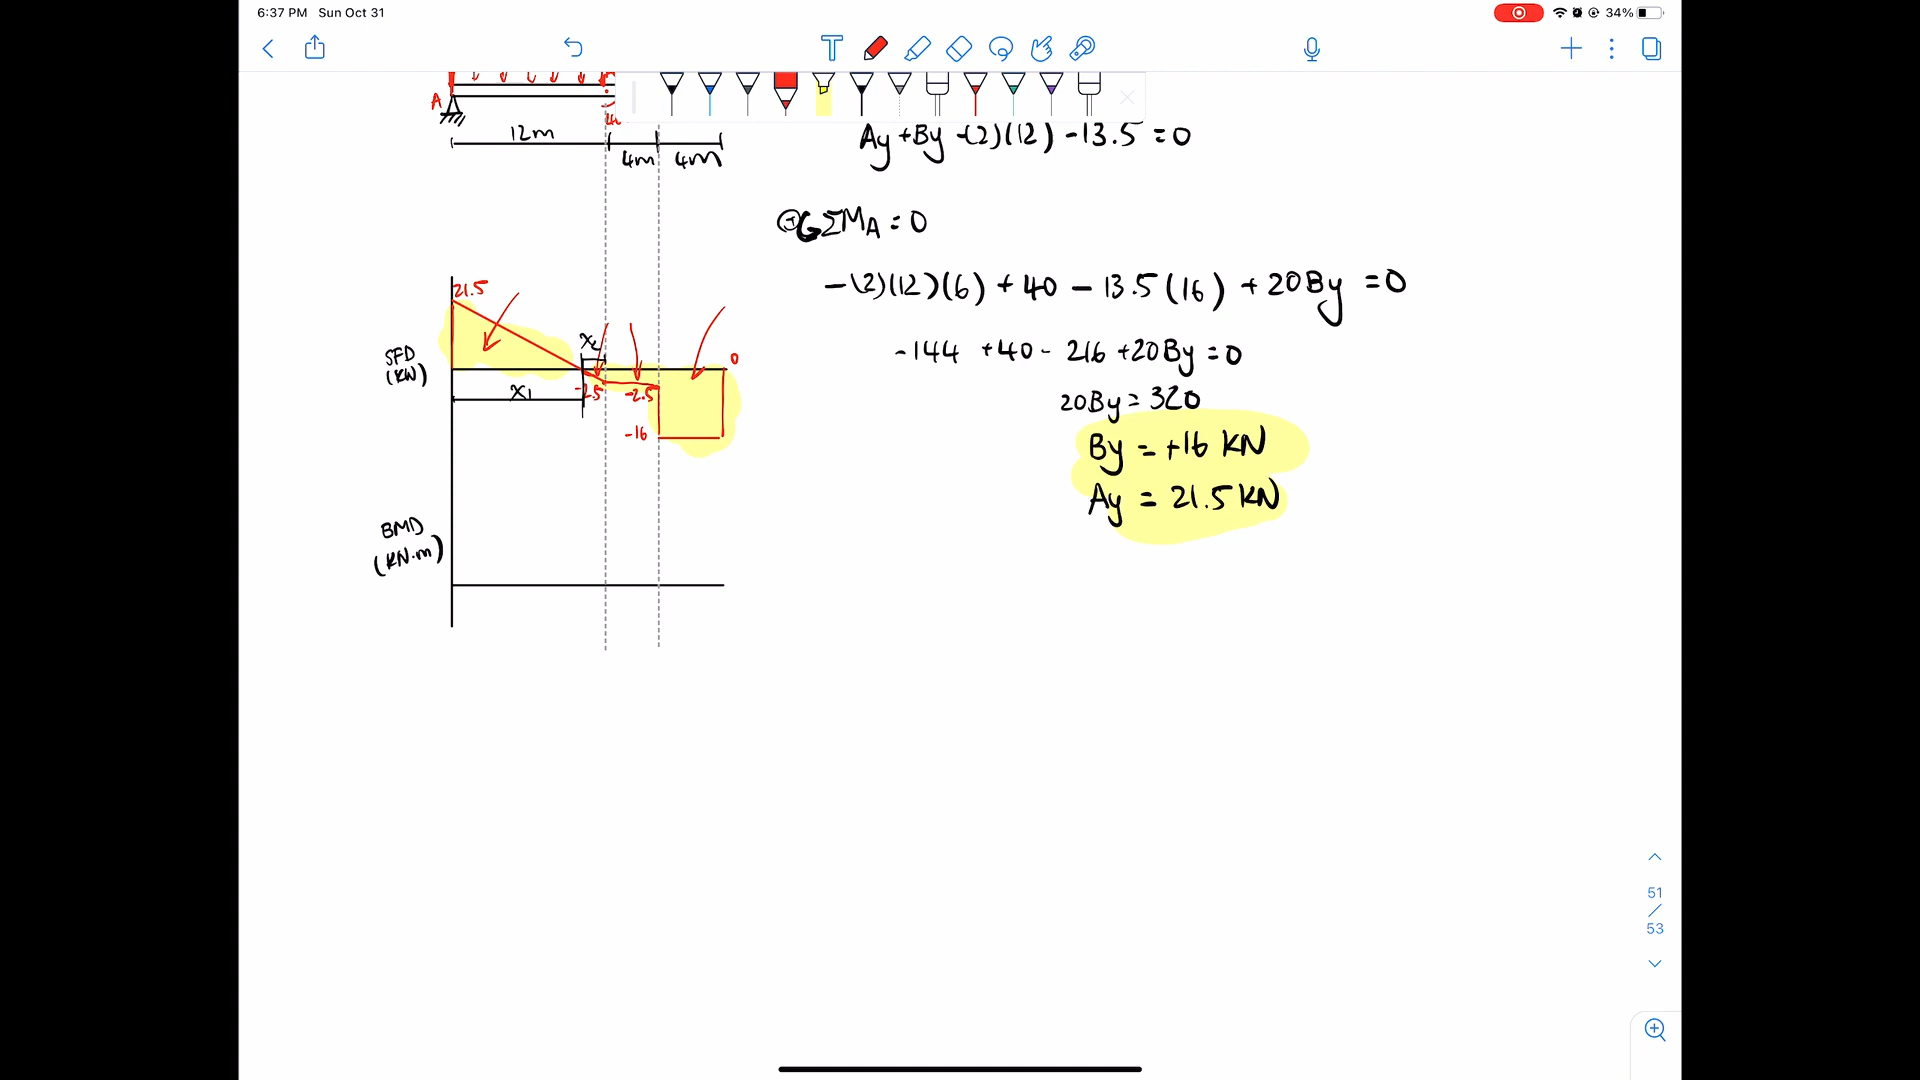 6:37 PM Sun Oct 31
34%
T
A
12m
4m 4m
Ay + By -(2)(12) - 13.5 = 0
+ ΣMA = 0
-(2)(12)(6) + 40 - 13.5(16) + 20By = 0
-144 + 40 - 216 + 20By = 0
20By = 320
By = +16 KN
Ay = 21.5 KN
21.5
SFD
(KN)
x2
0
x1
-2.5
-2.5
-16
BMD
(KN·m)
51
/
53